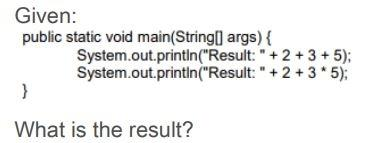 Given:
public static void main(String[] args) {
System.out.println("Result: " + 2 + 3 + 5);
System.out.println("Result: " + 2 + 3 * 5);
}
What is the result?